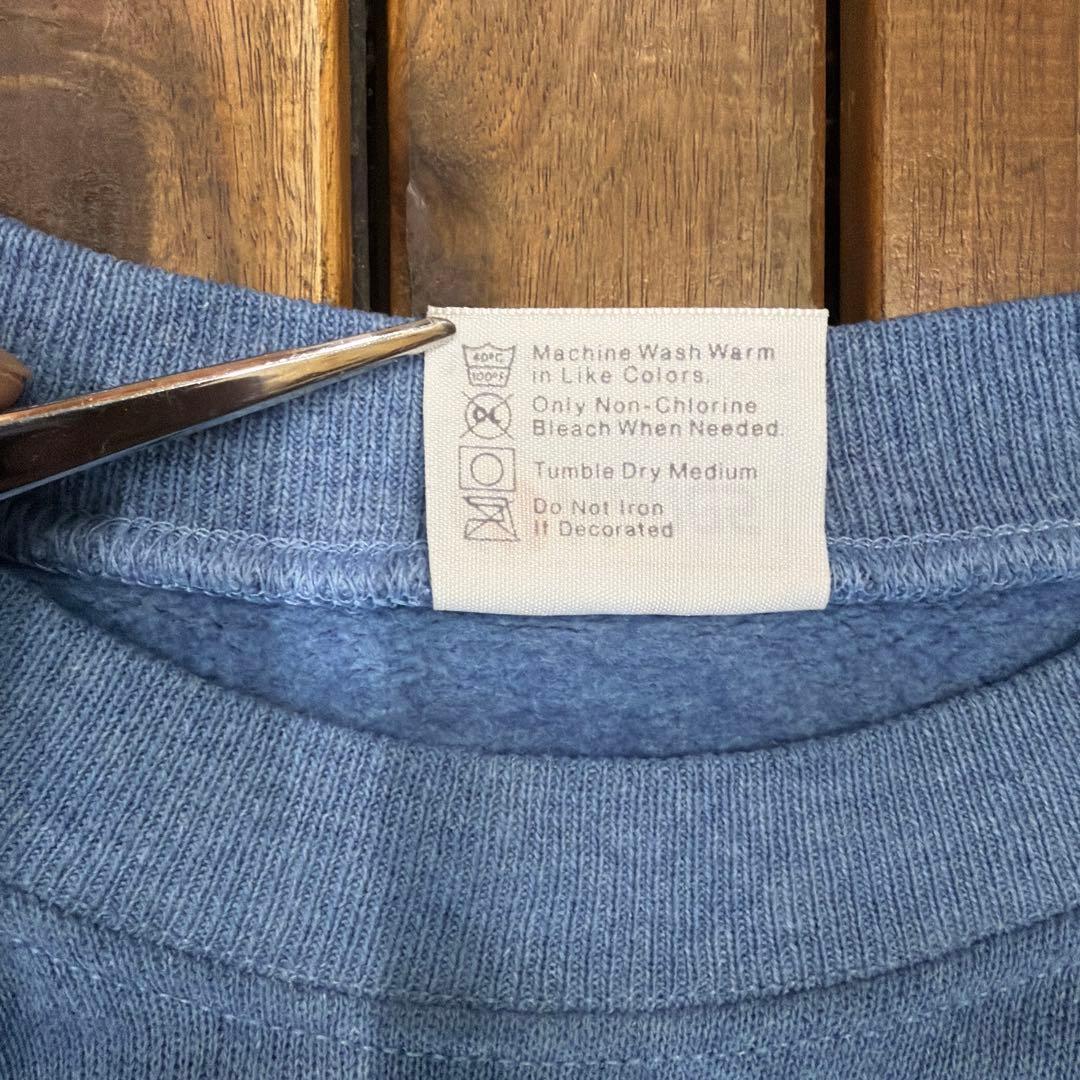 40°C
100°F
Machine Wash Warm
in Like Colors.
Only Non-Chlorine
Bleach When Needed.
Tumble Dry Medium
Do Not Iron
If Decorated